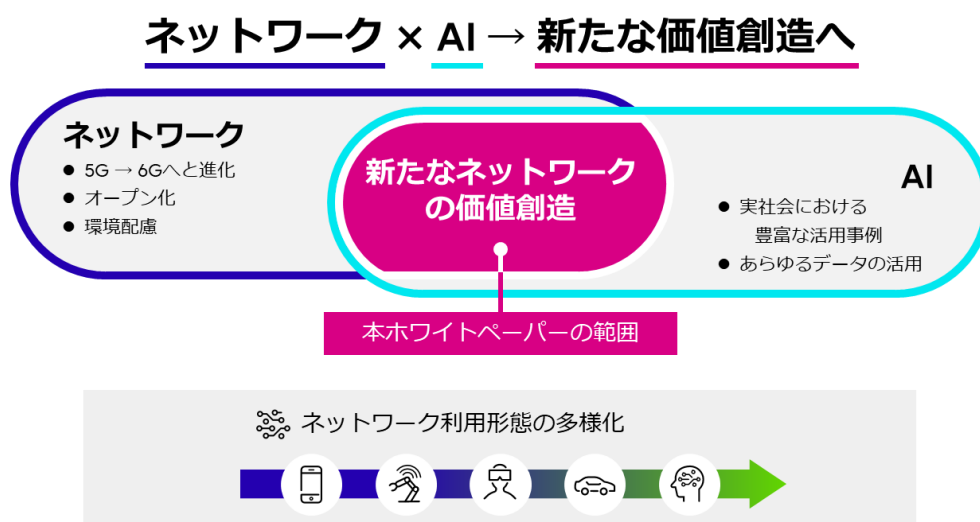 ネットワーク × AI → 新たな価値創造へ
ネットワーク
● 5G → 6Gへと進化
● オープン化
● 環境配慮
新たなネットワーク
の価値創造
AI
● 実社会における
豊富な活用事例
● あらゆるデータの活用
本ホワイトペーパーの範囲
ネットワーク利用形態の多様化